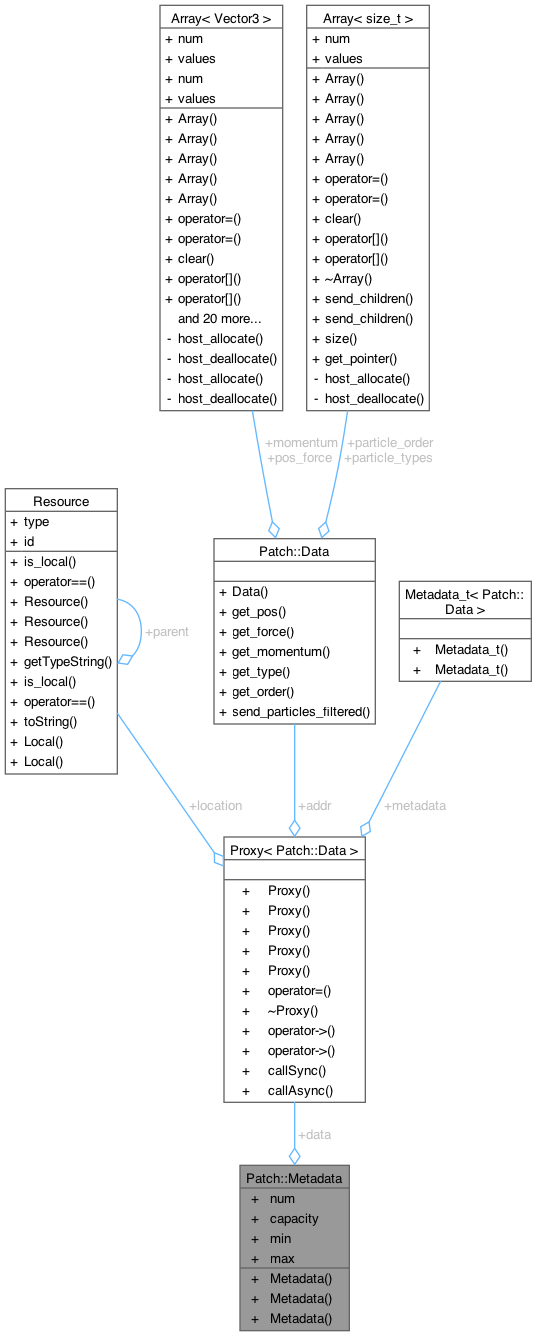 Array< Vector3 >
+ num
+ values
+ num
+ values
+ Array()
+ Array()
+ Array()
+ Array()
+ Array()
+ operator=()
+ operator=()
+ clear()
+ operator[]()
+ operator[]()
and 20 more...
- host_allocate()
- host_deallocate()
- host_allocate()
- host_deallocate()
Array< size_t >
+ num
+ values
+ Array()
+ Array()
+ Array()
+ Array()
+ Array()
+ operator=()
+ operator=()
+ clear()
+ operator[]()
+ operator[]()
+ ~Array()
+ send_children()
+ send_children()
+ size()
+ get_pointer()
- host_allocate()
- host_deallocate()
+momentum
+pos_force
+particle_order
+particle_types
Resource
+ type
+ id
+ is_local()
+ operator==()
+ Resource()
+ Resource()
+ Resource()
+ getTypeString()
+ is_local()
+ operator==()
+ toString()
+ Local()
+ Local()
+parent
Patch::Data
+ Data()
+ get_pos()
+ get_force()
+ get_momentum()
+ get_type()
+ get_order()
+ send_particles_filtered()
Metadata_t< Patch::
Data >
+ Metadata_t()
+ Metadata_t()
+location
+addr
+metadata
Proxy< Patch::Data >
+ Proxy()
+ Proxy()
+ Proxy()
+ Proxy()
+ Proxy()
+ operator=()
+ ~Proxy()
+ operator->()
+ operator->()
+ callSync()
+ callAsync()
+data
Patch::Metadata
+ num
+ capacity
+ min
+ max
+ Metadata()
+ Metadata()
+ Metadata()